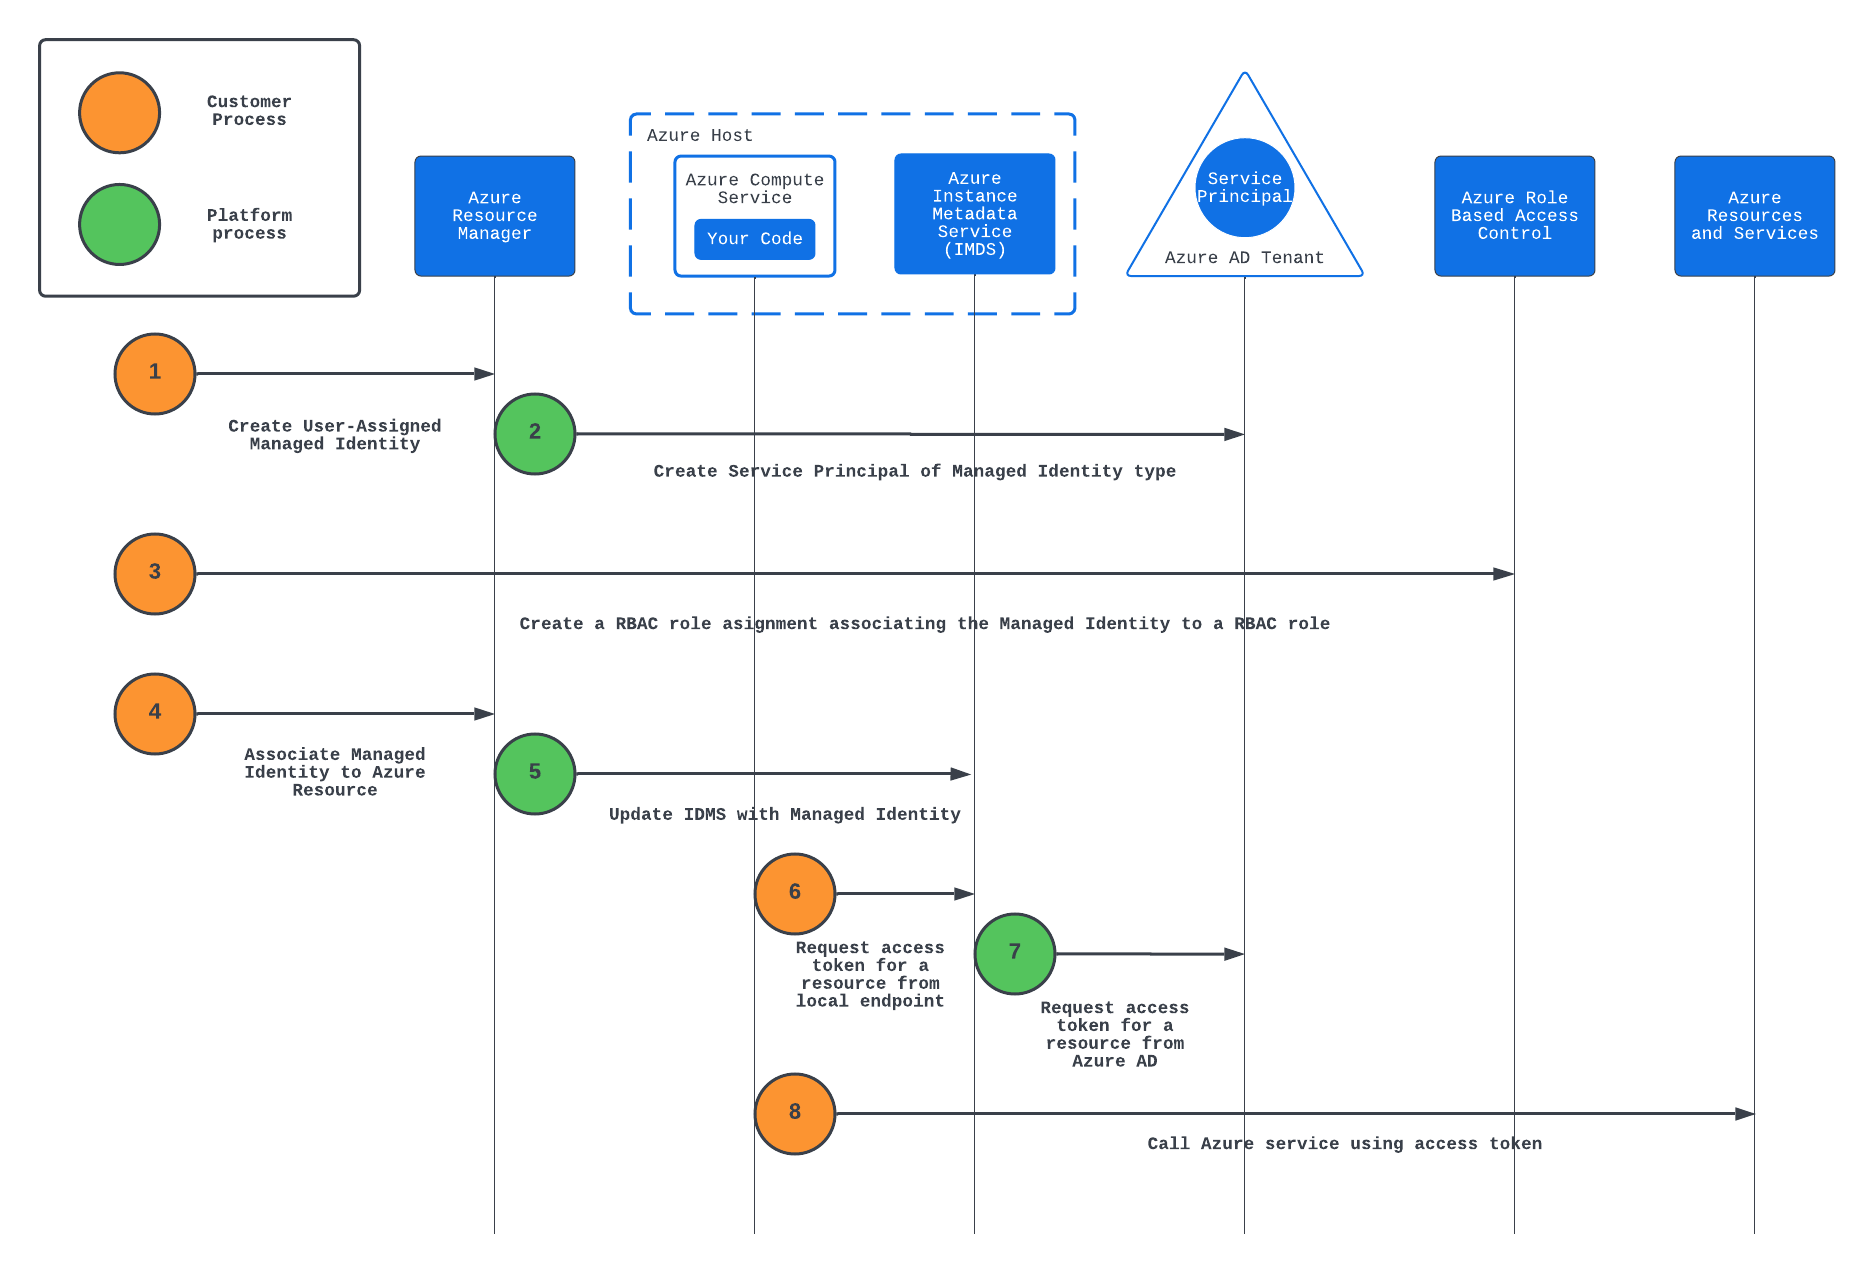 Customer
Process
Platform
process
Azure
Resource
Manager
Azure Host
Azure Compute
Service
Your Code
Azure
Instance
Metadata
Service
(IMDS)
Service
Principal
Azure AD Tenant
Azure Role
Based Access
Control
Azure
Resources
and Services
1
Create User-Assigned
Managed Identity
2
Create Service Principal of Managed Identity type
3
Create a RBAC role asignment associating the Managed Identity to a RBAC role
4
Associate Managed
Identity to Azure
Resource
5
Update IDMS with Managed Identity
6
Request access
token for a
resource from
local endpoint
7
Request access
token for a
resource from
Azure AD
8
Call Azure service using access token